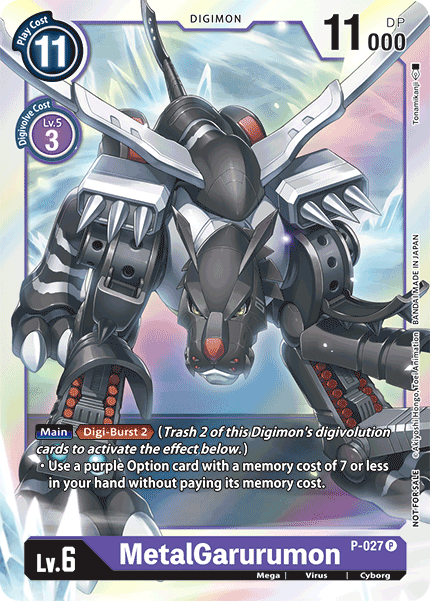 Play Cost
11
DIGIMON
11000
DP
Digivolve Cost
Lv.5
3
Tonamikanji
BANDAI MADE IN JAPAN
©Akiyoshi Hongo, Toei Animation
NOT FOR SALE
Main Digi-Burst 2 (Trash 2 of this Digimon's digivolution
cards to activate the effect below.)
・Use a purple Option card with a memory cost of 7 or less
in your hand without paying its memory cost.
Lv.6
MetalGarurumon
P-027 P
Mega | Virus | Cyborg